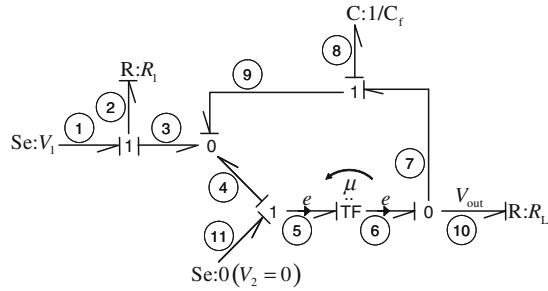 C:1/C_f
8
R:R_1
9
2
1
1
3
Se:V_1
1
0
7
4
μ
e
e
V_out
1
5
TF
6
0
10
R:R_L
11
Se:0(V_2=0)